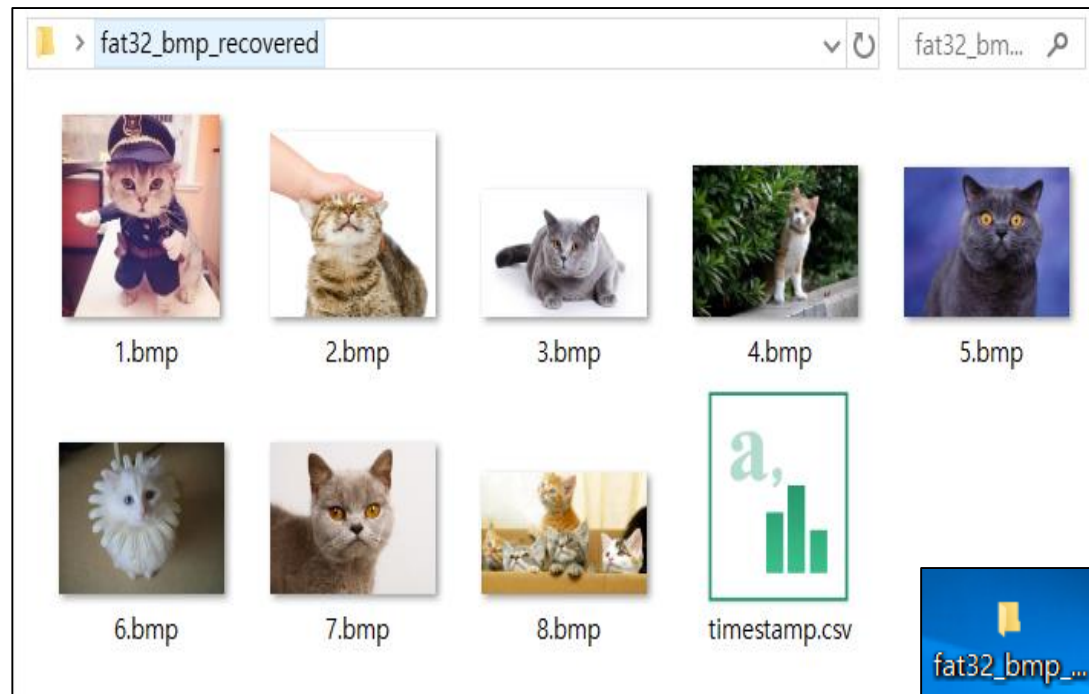 fat32_bmp_recovered
fat32_bm...
1.bmp
2.bmp
3.bmp
4.bmp
5.bmp
a,
6.bmp
7.bmp
8.bmp
timestamp.csv
fat32_bmp_...